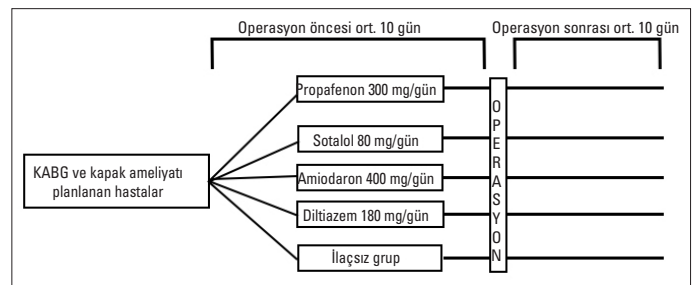 Operasyon öncesi ort. 10 gün
Operasyon sonrası ort. 10 gün
Propafenon 300 mg/gün
Sotalol 80 mg/gün
KABG ve kapak ameliyatı
planlanan hastalar
Amiodaron 400 mg/gün
Diltiazem 180 mg/gün
İlaçsız grup
OPERASYON